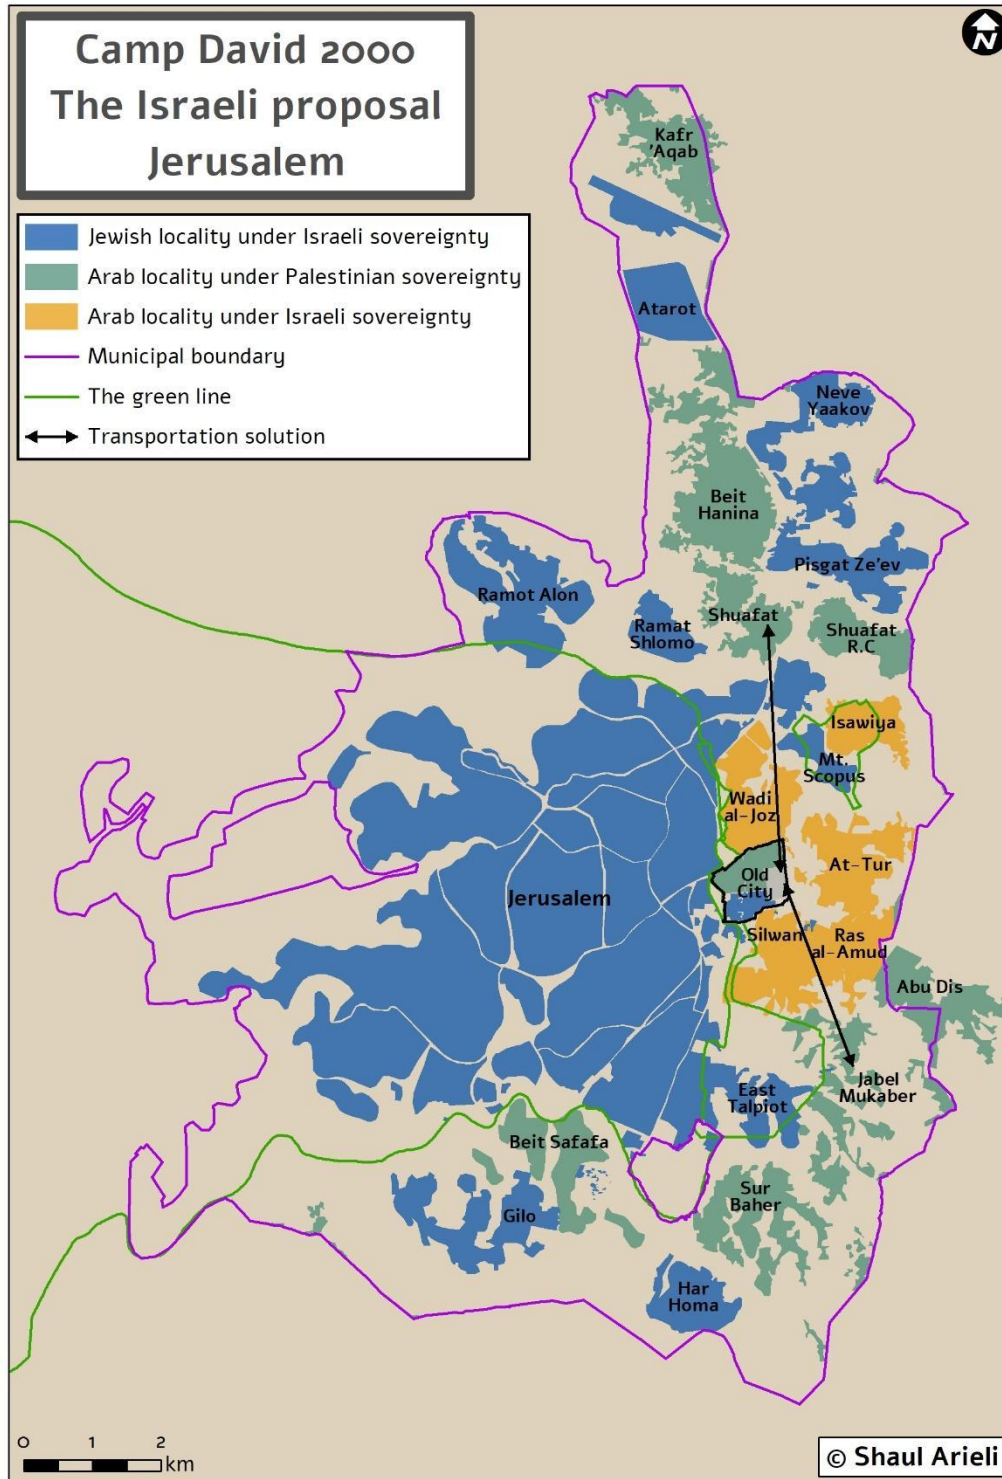 Camp David 2000
The Israeli proposal
Jerusalem
N
Jewish locality under Israeli sovereignty
Arab locality under Palestinian sovereignty
Arab locality under Israeli sovereignty
Municipal boundary
The green line
Transportation solution
Kafr
'Aqab
Atarot
Neve
Yaakov
Beit
Hanina
Pisgat Ze'ev
Ramot Alon
Ramat
Shlomo
Shuafat
Shuafat
R.C
Isawiya
Mt.
Scopus
Wadi
al-Joz
At-Tur
Old
City
Jerusalem
Silwan
Ras
al-Amud
Abu Dis
Jabel
Mukaber
East
Talpiot
Beit Safafa
Sur
Baher
Gilo
Har
Homa
0 1 2
km
© Shaul Arieli